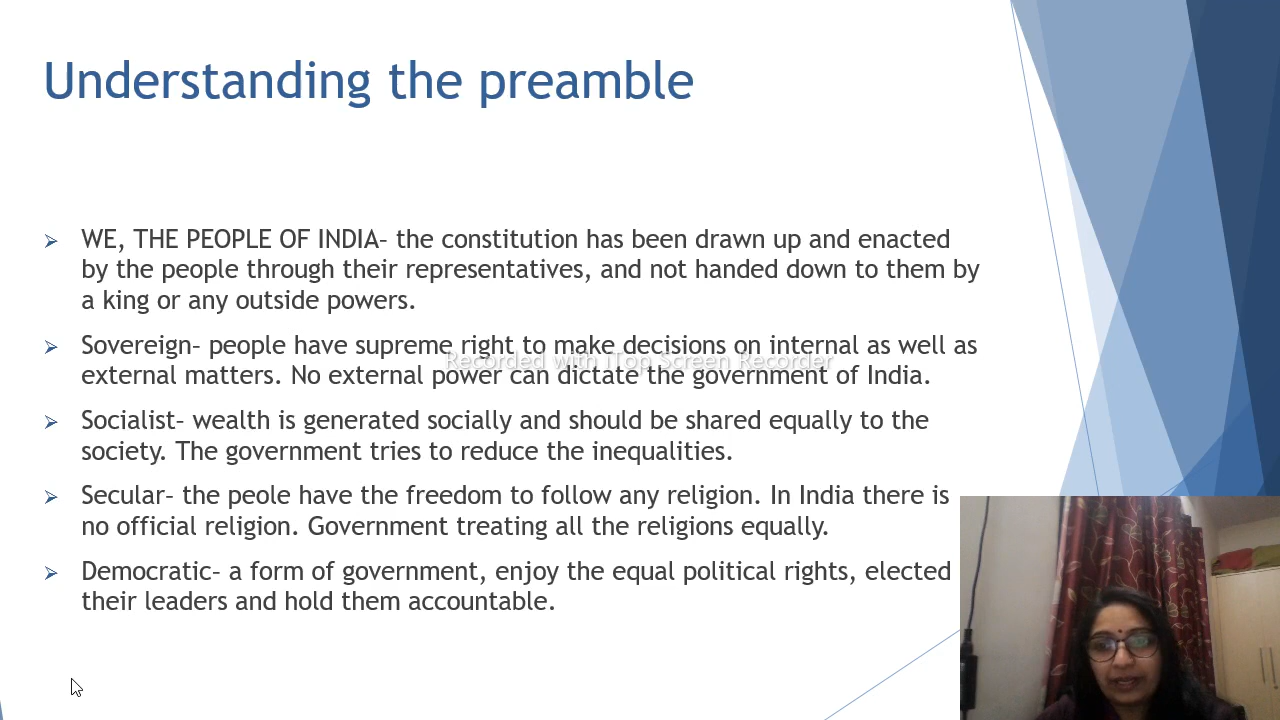 Understanding the preamble
WE, THE PEOPLE OF INDIA– the constitution has been drawn up and enacted
by the people through their representatives, and not handed down to them by
a king or any outside powers.
Sovereign– people have supreme right to make decisions on internal as well as
Recorded with iTop Screen Recorder
external matters. No external power can dictate the government of India.
Socialist– wealth is generated socially and should be shared equally to the
society. The government tries to reduce the inequalities.
Secular– the peole have the freedom to follow any religion. In India there is
no official religion. Government treating all the religions equally.
Democratic– a form of government, enjoy the equal political rights, elected
their leaders and hold them accountable.